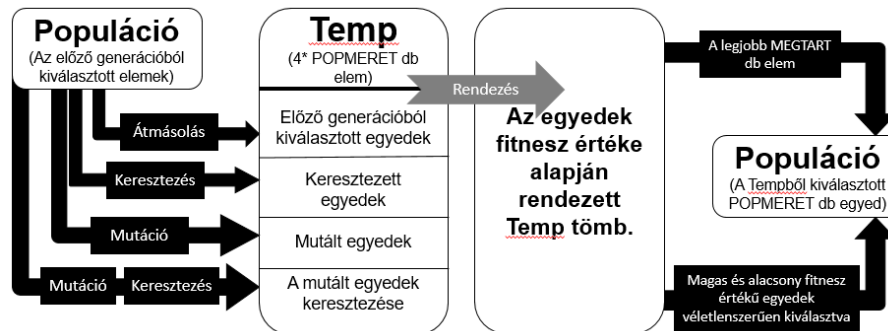 Populáció
(Az előző generációból
kiválasztott elemek)
Átmásolás
Keresztezés
Mutáció
Mutáció
Keresztezés
Temp
(4* POPMERET db
elem)
Előző generációból
kiválasztott egyedek
Keresztezett
egyedek
Mutált egyedek
A mutált egyedek
keresztezése
Rendezés
Az egyedek
fitnesz értéke
alapján
rendezett
Temp tömb.
A legjobb MEGTART
db elem
Populáció
(A Tempből kiválasztott
POPMERET db egyed)
Magas és alacsony fitnesz
értékű egyedek
véletlenszerűen kiválasztva